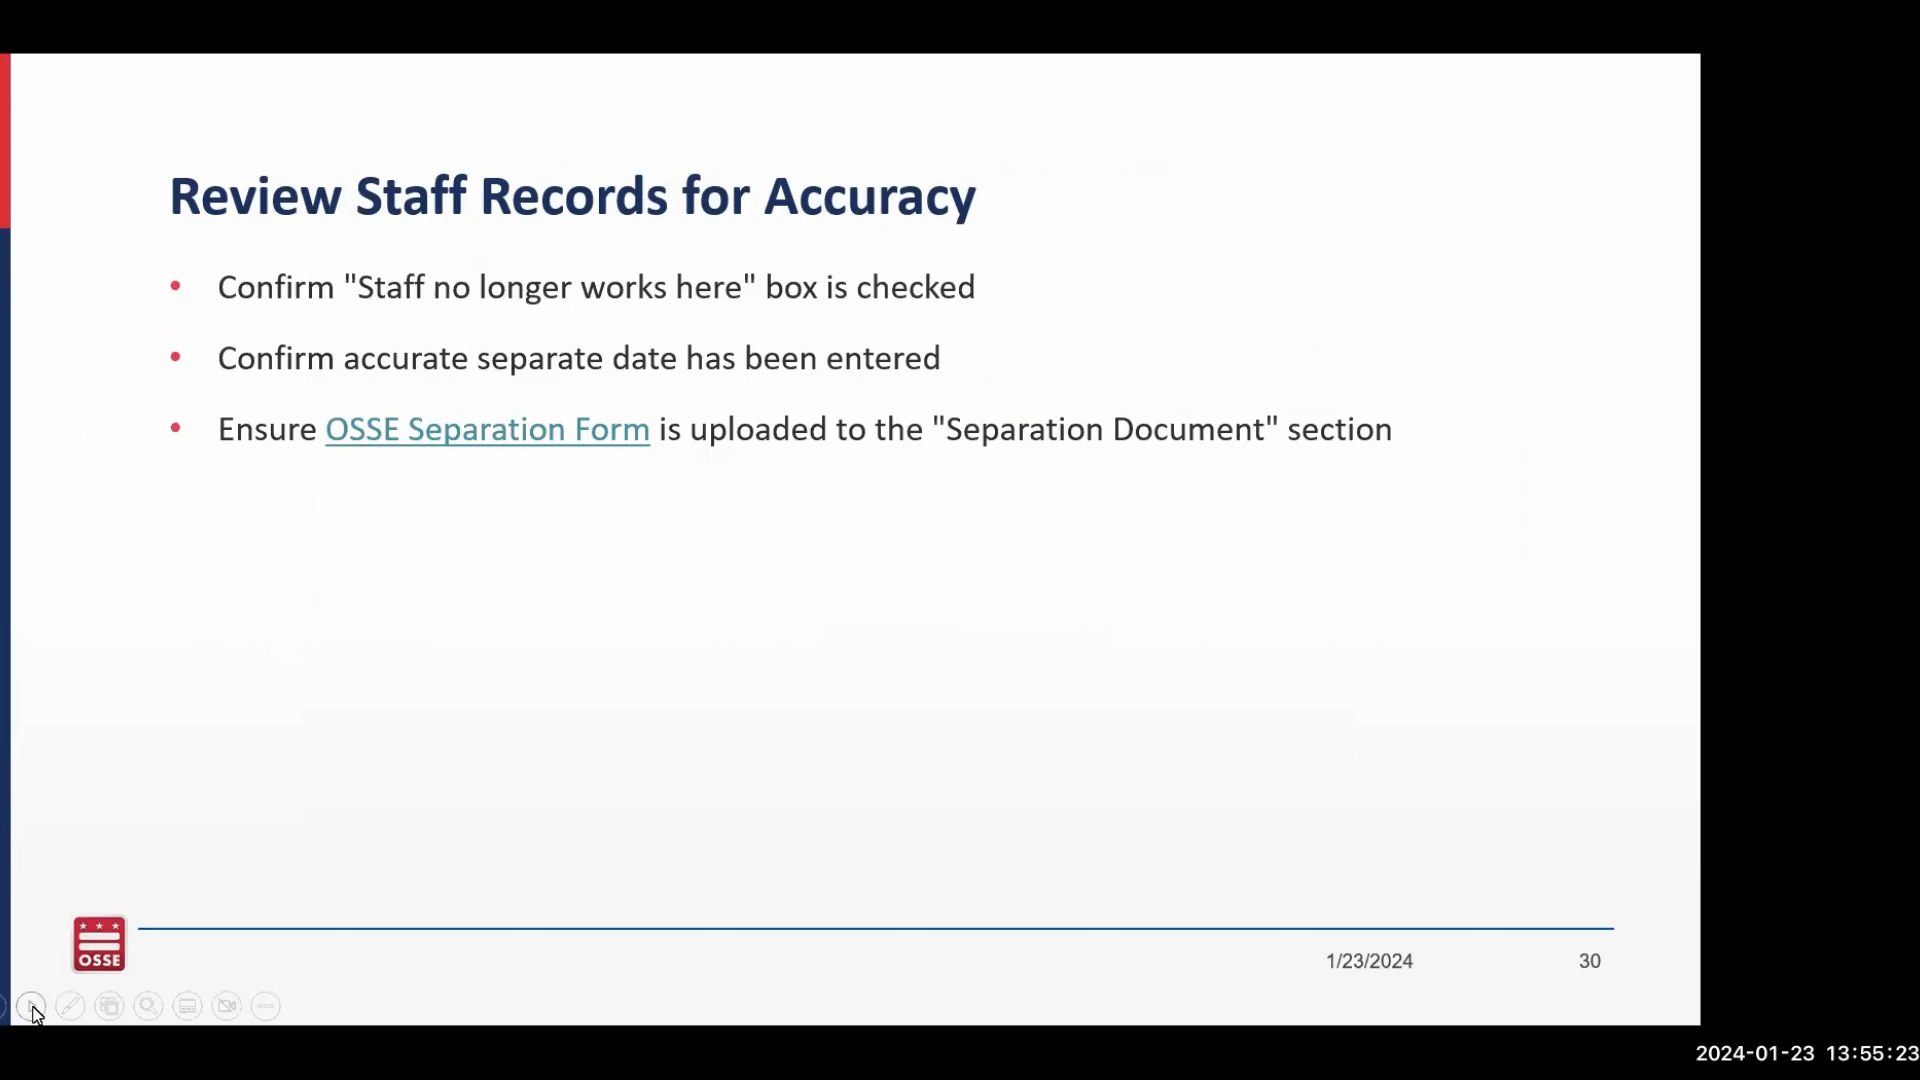 Review Staff Records for Accuracy
• Confirm "Staff no longer works here" box is checked
• Confirm accurate separate date has been entered
• Ensure OSSE Separation Form is uploaded to the "Separation Document" section
OSSE
1/23/2024
30
2024-01-23 13:55:23